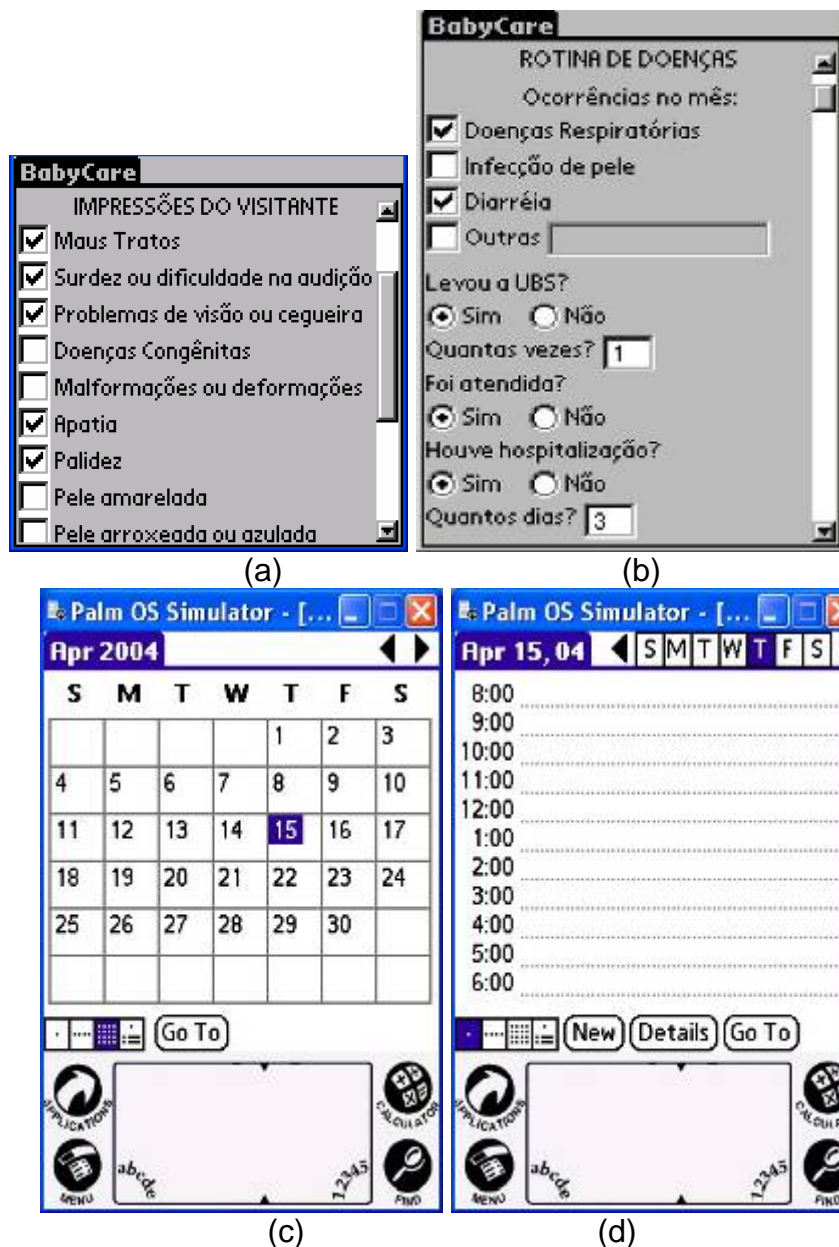 BabyCare
IMPRESSÕES DO VISITANTE
Maus Tratos
Surdez ou dificuldade na audição
Problemas de visão ou cegueira
Doenças Congênitas
Malformações ou deformações
Apatia
Palidez
Pele amarelada
Pele arroxeada ou azulada
(a)
BabyCare
ROTINA DE DOENÇAS
Ocorrências no mês:
Doenças Respiratórias
Infecção de pele
Diarréia
Outras
Levou a UBS?
Sim Não
Quantas vezes? 1
Foi atendida?
Sim Não
Houve hospitalização?
Sim Não
Quantos dias? 3
(b)
Palm OS Simulator - [...
Apr 2004
S M T W T F S
1 2 3
4 5 6 7 8 9 10
11 12 13 14 15 16 17
18 19 20 21 22 23 24
25 26 27 28 29 30
Go To
APPLICATIONS
CALCULATOR
MENU
abcde
12345
FIND
(c)
Palm OS Simulator - [...
Apr 15, 04 S M T W T F S
8:00
9:00
10:00
11:00
12:00
1:00
2:00
3:00
4:00
5:00
6:00
New Details Go To
APPLICATIONS
MENU
abcde
12345
FIND
(d)